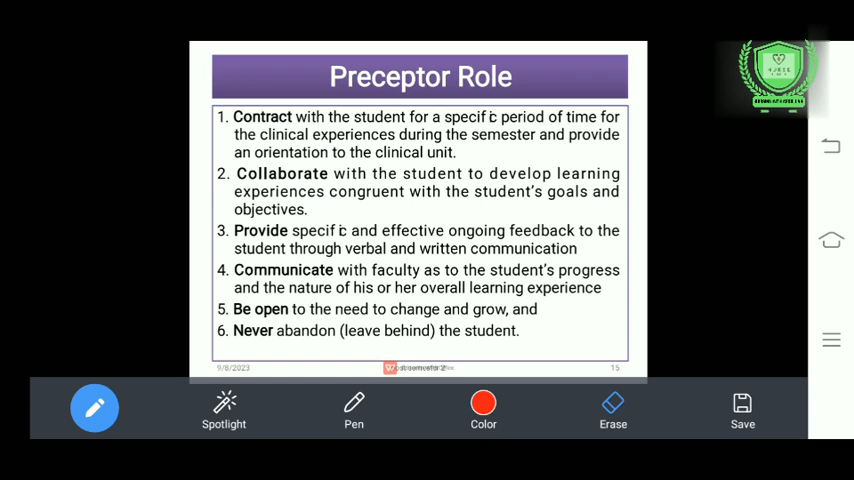 Preceptor Role
1. Contract with the student for a specific period of time for
the clinical experiences during the semester and provide
an orientation to the clinical unit.
2. Collaborate with the student to develop learning
experiences congruent with the student's goals and
objectives.
3. Provide specific and effective ongoing feedback to the
student through verbal and written communication
4. Communicate with faculty as to the student's progress
and the nature of his or her overall learning experience
5. Be open to the need to change and grow, and
6. Never abandon (leave behind) the student.
9/8/2023
15
Spotlight
Pen
Color
Erase
Save